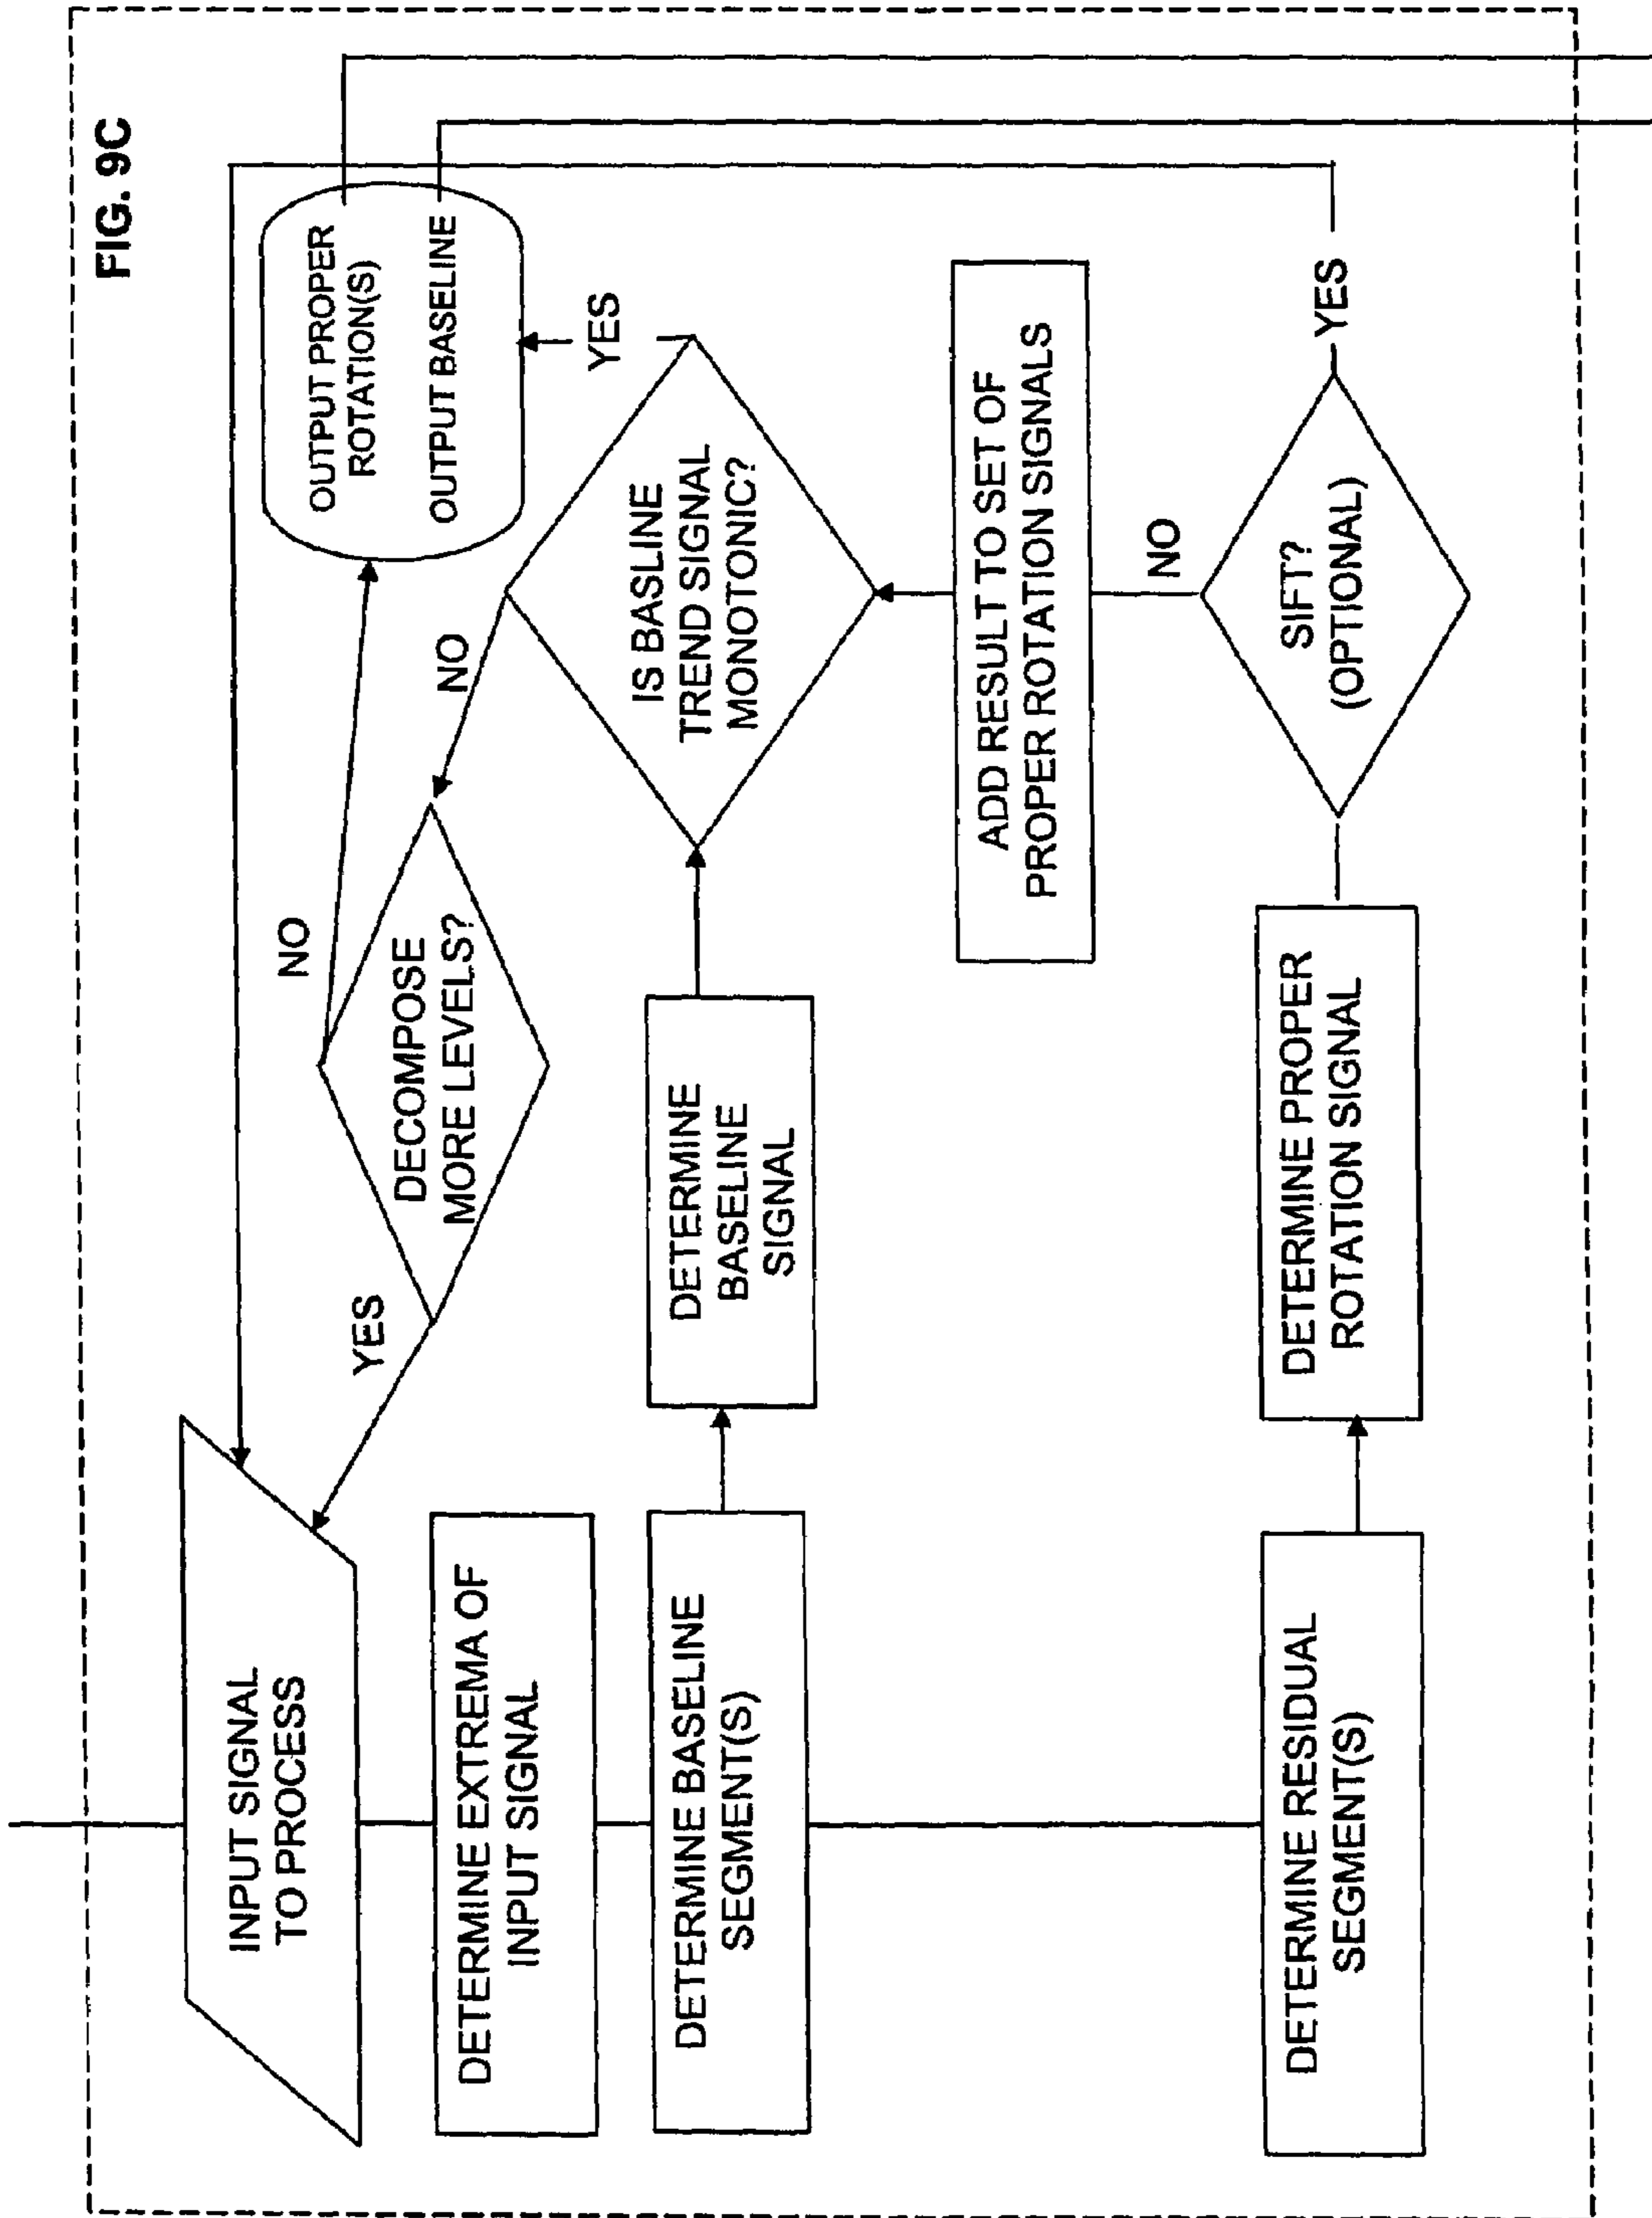 FIG. 9C
INPUT SIGNAL
TO PROCESS
DETERMINE EXTREMA OF
INPUT SIGNAL
DETERMINE BASELINE
SEGMENT(S)
DETERMINE RESIDUAL
SEGMENT(S)
YES
DECOMPOSE
MORE LEVELS?
NO
DETERMINE
BASELINE
SIGNAL
DETERMINE PROPER
ROTATION SIGNAL
NO
IS BASLINE
TREND SIGNAL
MONOTONIC?
YES
ADD RESULT TO SET OF
PROPER ROTATION SIGNALS
NO
SIFT?
(OPTIONAL)
YES
OUTPUT PROPER
ROTATION(S)
OUTPUT BASELINE